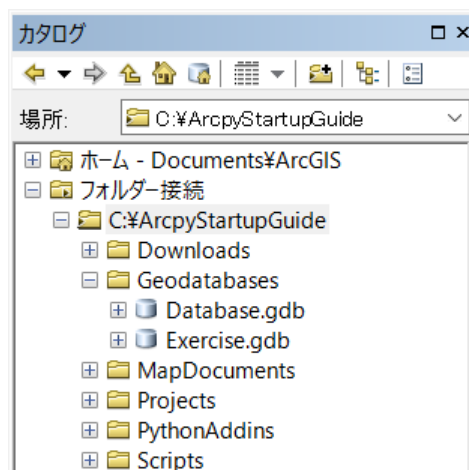 カタログ
場所: C:¥ArcpyStartupGuide
ホーム - Documents¥ArcGIS
フォルダー接続
C:¥ArcpyStartupGuide
Downloads
Geodatabases
Database.gdb
Exercise.gdb
MapDocuments
Projects
PythonAddins
Scripts